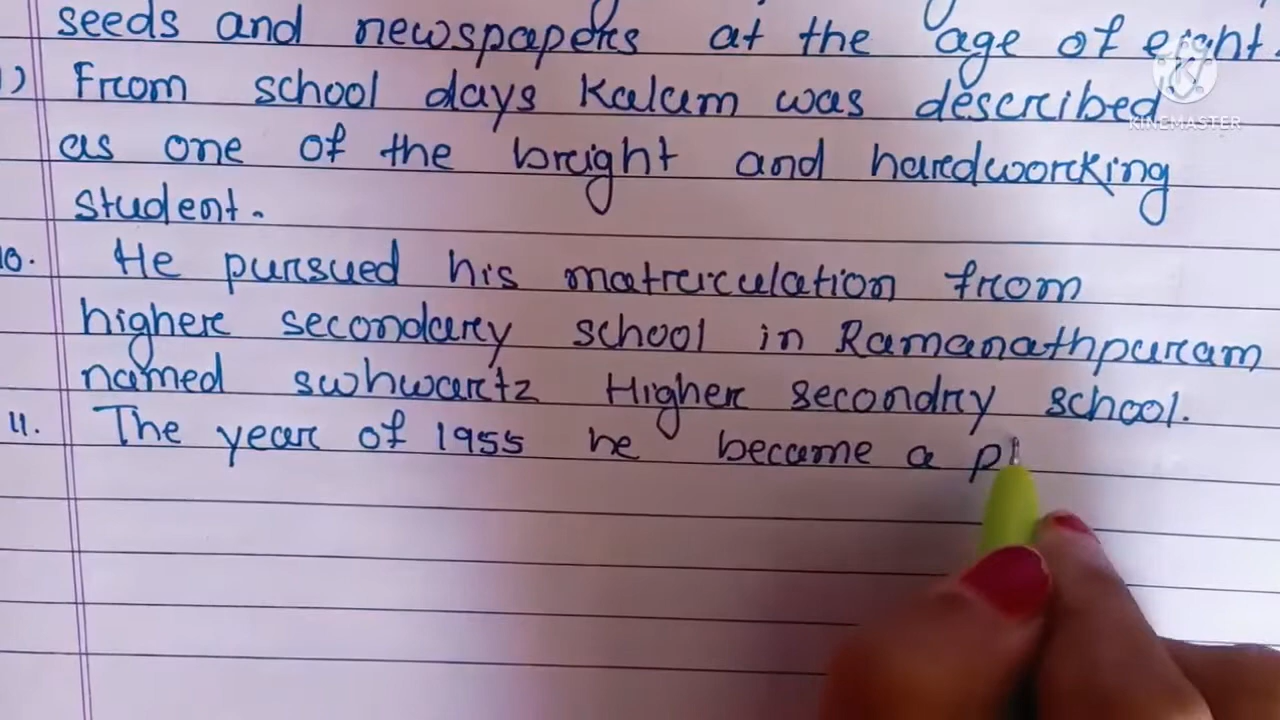 seeds and newspapers at the age of eight.
) From school days Kalam was described
KINEMASTER
as one of the bright and hardworking
student.
10. He pursued his matriculation from
higher secondary school in Ramanathpuram
named swhwartz Higher secondry school.
11. The year of 1955 he became a p